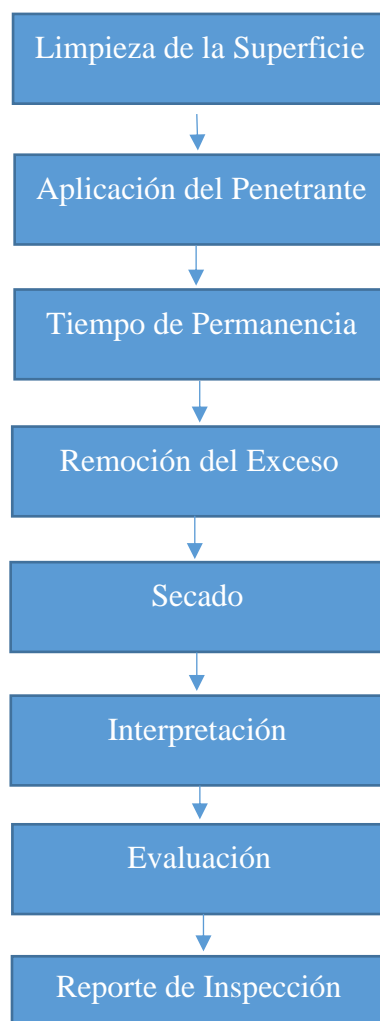 Limpieza de la Superficie
Aplicación del Penetrante
Tiempo de Permanencia
Remoción del Exceso
Secado
Interpretación
Evaluación
Reporte de Inspección